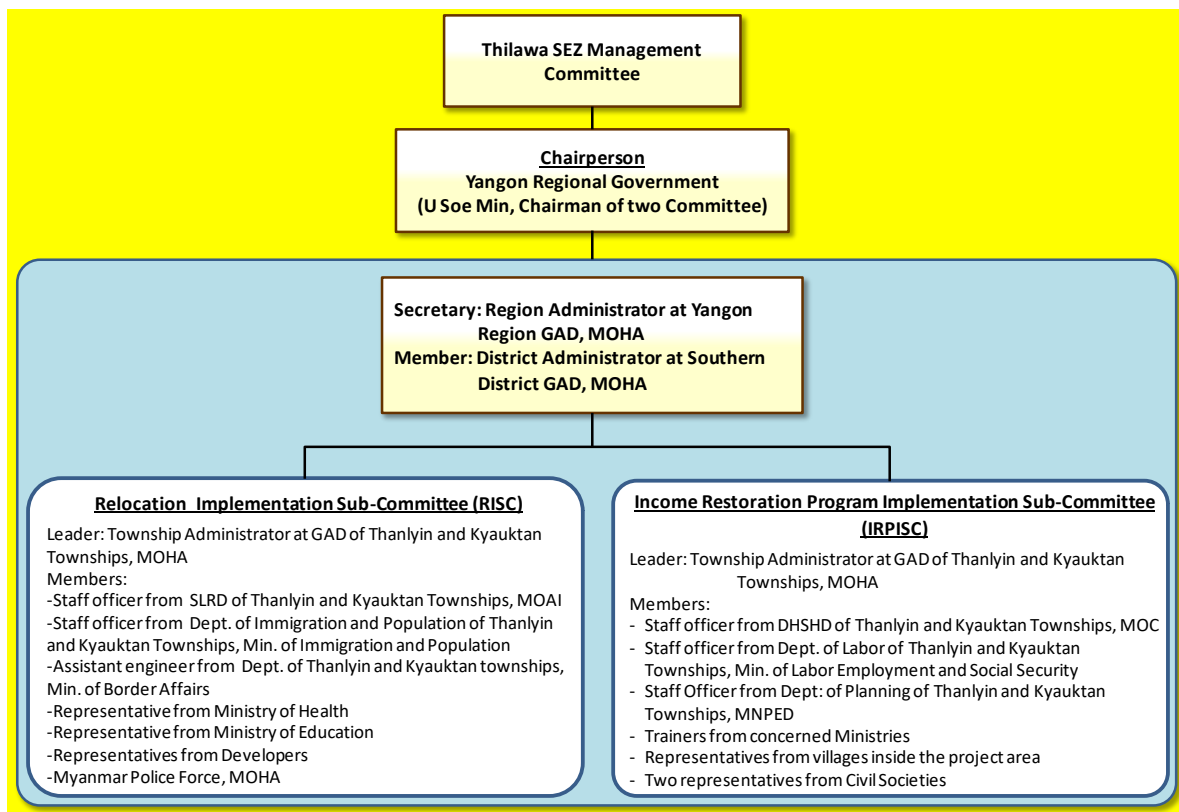 Thilawa SEZ Management
Committee
Chairperson
Yangon Regional Government
(U Soe Min, Chairman of two Committee)
Secretary: Region Administrator at Yangon
Region GAD, MOHA
Member: District Administrator at Southern
District GAD, MOHA
Relocation Implementation Sub-Committee (RISC)
Leader: Township Administrator at GAD of Thanlyin and Kyauktan
Townships, MOHA
Members:
-Staff officer from SLRD of Thanlyin and Kyauktan Townships, MOAI
-Staff officer from Dept. of Immigration and Population of Thanlyin
and Kyauktan Townships, Min. of Immigration and Population
-Assistant engineer from Dept. of Thanlyin and Kyauktan townships,
Min. of Border Affairs
-Representative from Ministry of Health
-Representative from Ministry of Education
-Representatives from Developers
-Myanmar Police Force, MOHA
Income Restoration Program Implementation Sub-Committee
(IRPISC)
Leader: Township Administrator at GAD of Thanlyin and Kyauktan
Townships, MOHA
Members:
- Staff officer from DHSHD of Thanlyin and Kyauktan Townships, MOC
- Staff officer from Dept. of Labor of Thanlyin and Kyauktan
Townships, Min. of Labor Employment and Social Security
- Staff Officer from Dept: of Planning of Thanlyin and Kyauktan
Townships, MNPED
- Trainers from concerned Ministries
- Representatives from villages inside the project area
- Two representatives from Civil Societies